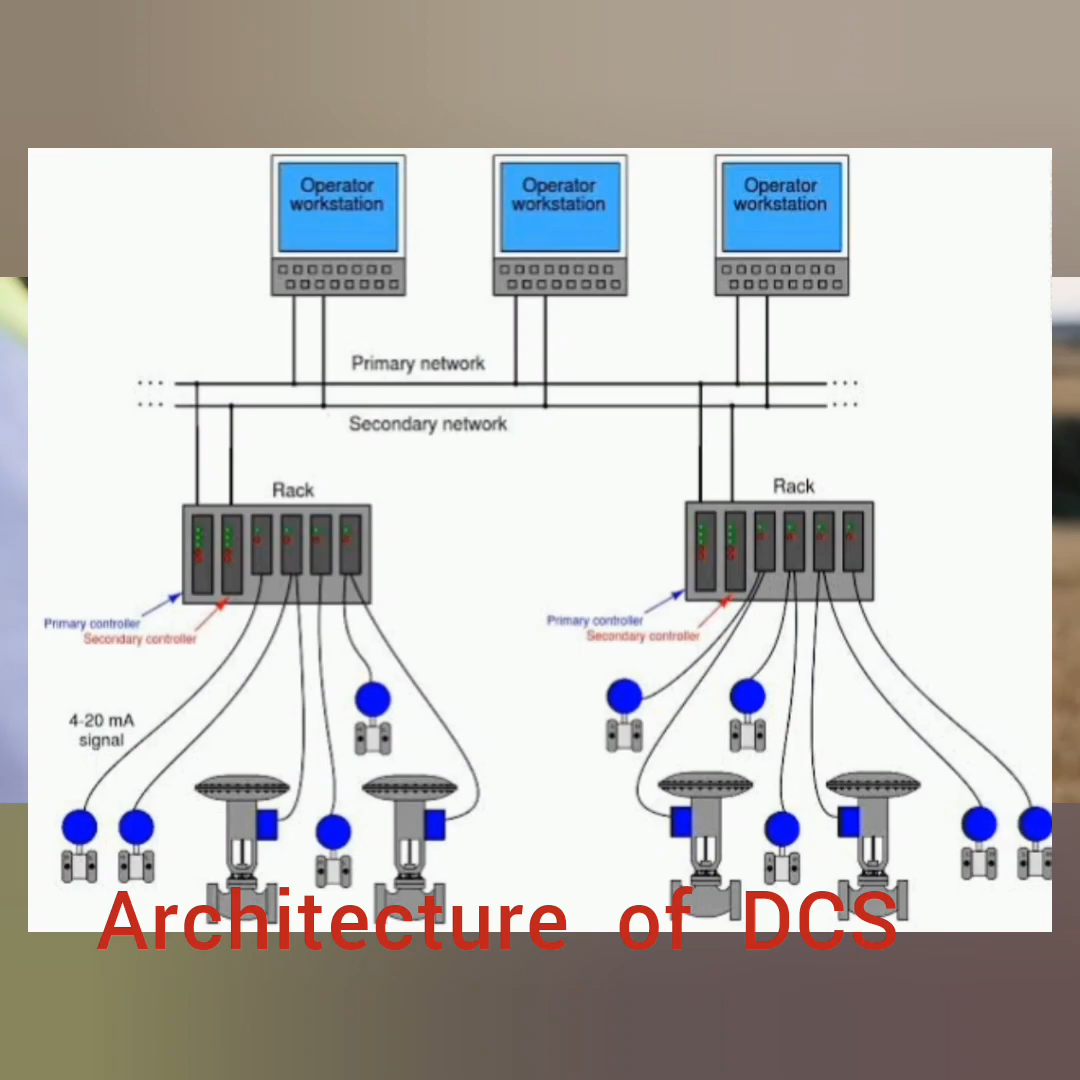 Operator
workstation
Operator
workstation
Operator
workstation
Primary network
Secondary network
Rack
Rack
Primary controller
Secondary controller
Primary controller
Secondary controller
4-20 mA
signal
Architecture of DCS